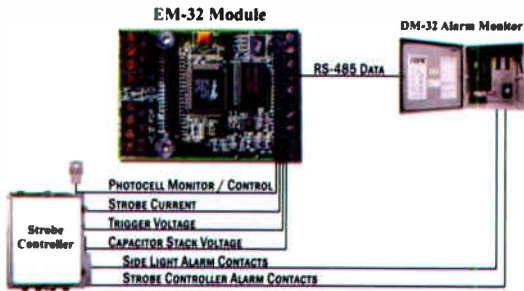 EM-32 Module
DM-32 Alarm Monitor
RS-485 DATA
PHOTOCELL MONITOR / CONTROL
STROBE CURRENT
TRIGGER VOLTAGE
CAPACITOR STACK VOLTAGE
SIDE LIGHT ALARM CONTACTS
STROBE CONTROLLER ALARM CONTACTS
Strobe
Controller